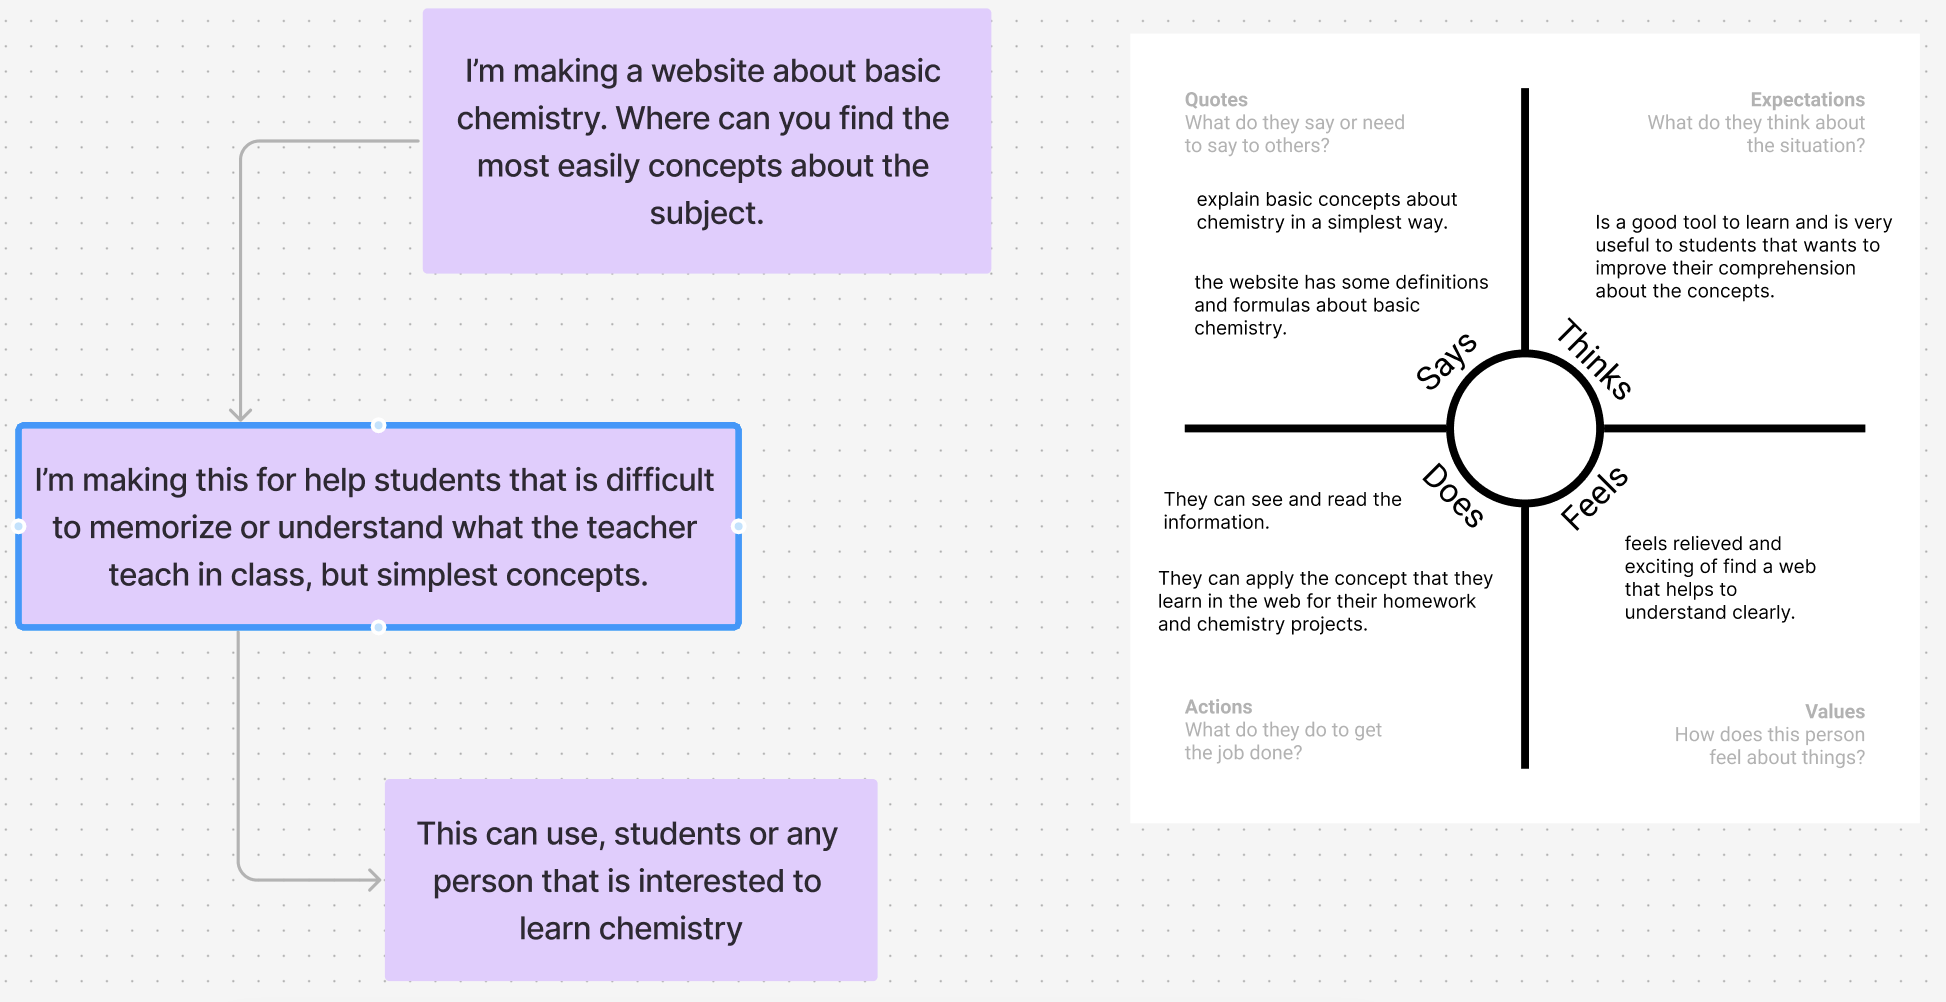 I'm making a website about basic
chemistry. Where can you find the
most easily concepts about the
subject.
I'm making this for help students that is difficult
to memorize or understand what the teacher
teach in class, but simplest concepts.
This can use, students or any
person that is interested to
learn chemistry
Quotes
What do they say or need
to say to others?
explain basic concepts about
chemistry in a simplest way.
the website has some definitions
and formulas about basic
chemistry.
Expectations
What do they think about
the situation?
Is a good tool to learn and is very
useful to students that wants to
improve their comprehension
about the concepts.
Says
Thinks
Does
Feels
They can see and read the
information.
They can apply the concept that they
learn in the web for their homework
and chemistry projects.
Actions
What do they do to get
the job done?
feels relieved and
exciting of find a web
that helps to
understand clearly.
Values
How does this person
feel about things?